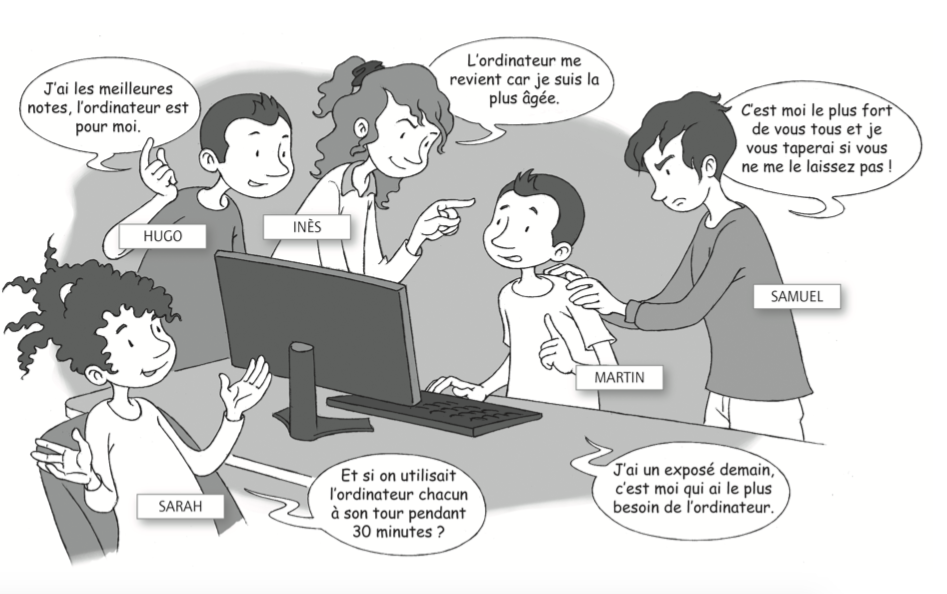 J'ai les meilleures
notes, l'ordinateur est
pour moi.
L'ordinateur me
revient car je suis la
plus âgée.
C'est moi le plus fort
de vous tous et je
vous taperai si vous
ne me le laissez pas !
HUGO
INÈS
SAMUEL
MARTIN
SARAH
Et si on utilisait
l'ordinateur chacun
à son tour pendant
30 minutes ?
J'ai un exposé demain,
c'est moi qui ai le plus
besoin de l'ordinateur.